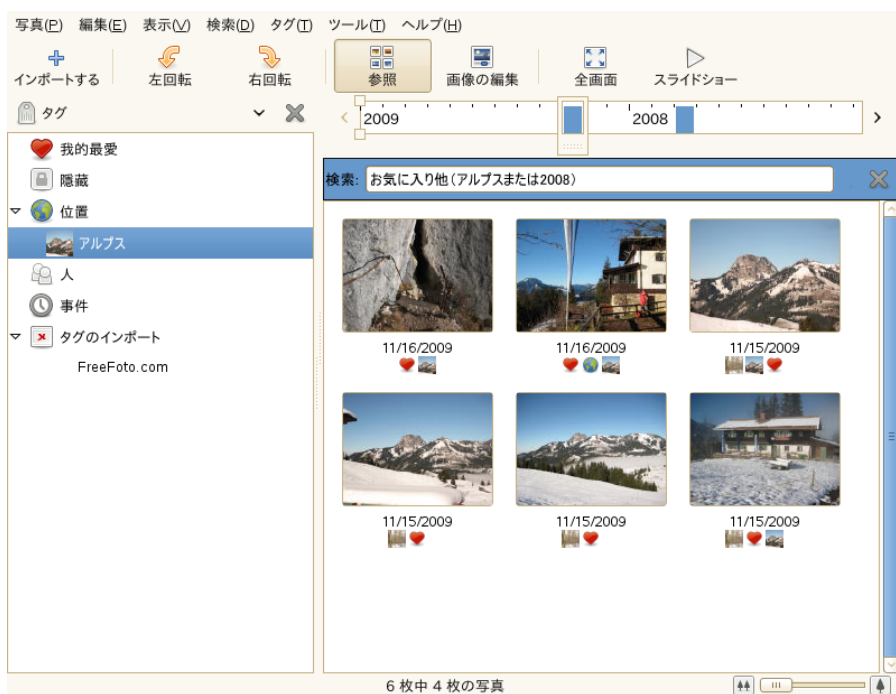 写真(P) 編集(E) 表示(V) 検索(D) タグ(T) ツール(T) ヘルプ(H)
インポートする 左回転 右回転 参照 画像の編集 全画面 スライドショー
タグ
2009 2008
我的最愛
隠蔵
位置
アルプス
人
事件
タグのインポート
FreeFoto.com
検索: お気に入り他(アルプスまたは2008)
11/16/2009 11/16/2009 11/15/2009
11/15/2009 11/15/2009 11/15/2009
6 枚中 4 枚の写真